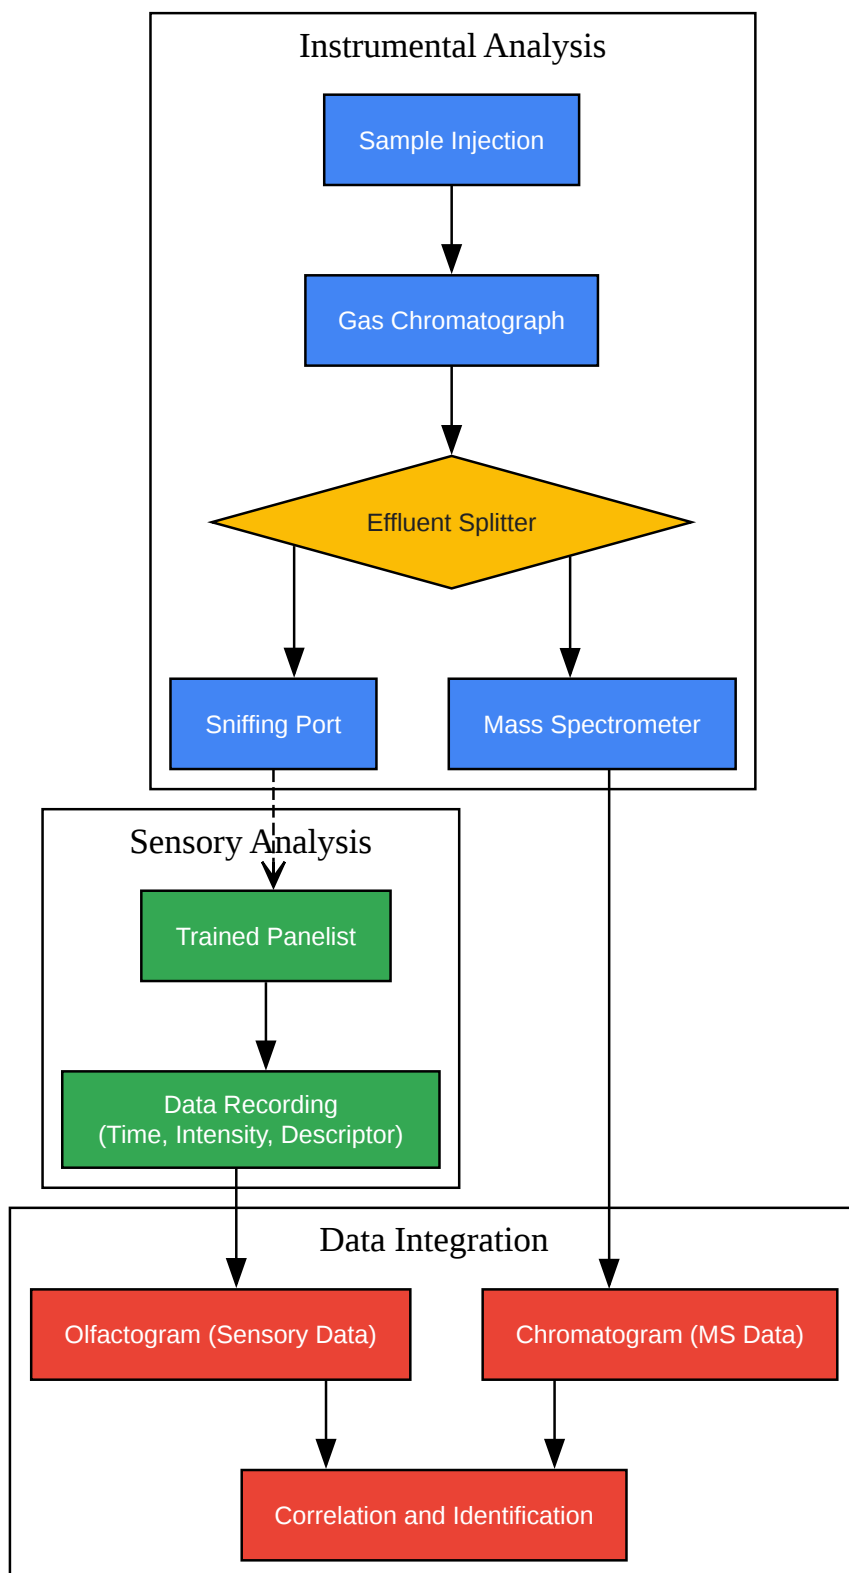 Instrumental Analysis
Sample Injection
Gas Chromatograph
Effluent Splitter
Sniffing Port
Mass Spectrometer
Sensory Analysis
Trained Panelist
Data Recording
(Time, Intensity, Descriptor)
Data Integration
Olfactogram (Sensory Data)
Chromatogram (MS Data)
Correlation and Identification